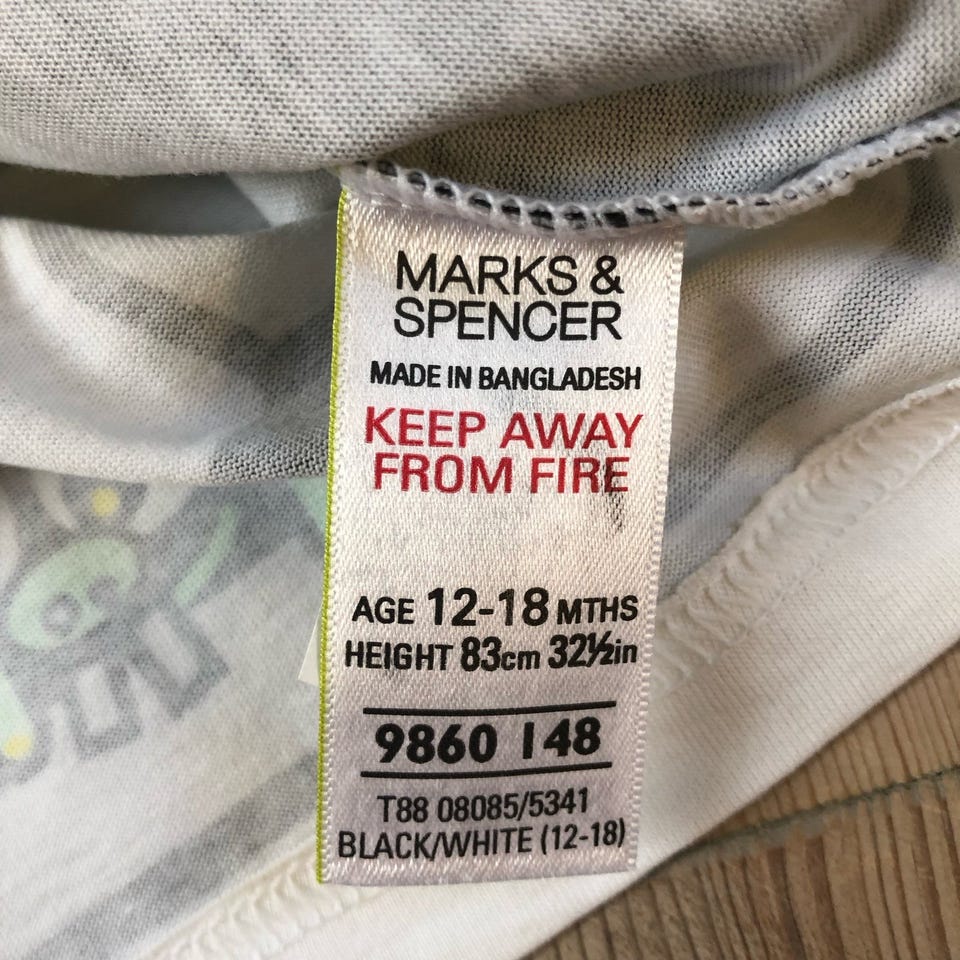 MARKS &
SPENCER
MADE IN BANGLADESH
KEEP AWAY
FROM FIRE
AGE 12-18 MTHS
HEIGHT 83cm 32½in
9860 148
T88 08085/5341
BLACK/WHITE (12-18)